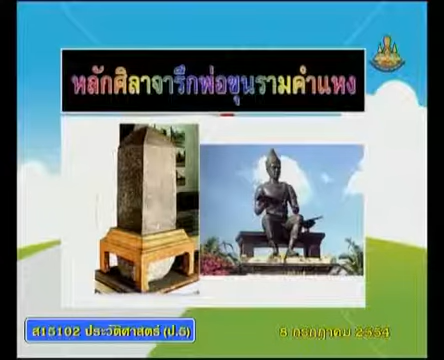 หลักศิลาจารึกพ่อขุนรามคำแหง
ส15102 ประวัติศาสตร์ (ป.5)
8 กรกฎาคม 2554